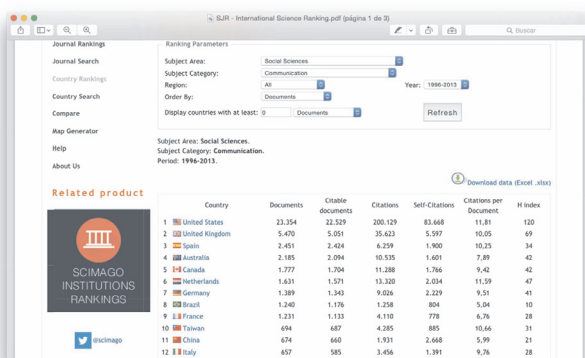 SJR - International Science Ranking.pdf (página 1 de 3)
Buscar
Journal Rankings
Journal Search
Country Rankings
Country Search
Compare
Map Generator
Help
About Us
Related product
SCIMAGO
INSTITUTIONS
RANKINGS
@scimago
Ranking Parameters
Subject Area: Social Sciences
Subject Category: Communication
Region: All Year: 1996-2013
Order By: Documents
Display countries with at least: 0 Documents Refresh
Subject Area: Social Sciences.
Subject Category: Communication.
Period: 1996-2013.
Download data (Excel .xlsx)
Country Documents Citable documents Citations Self-Citations Citations per Document H index
1 United States 23.354 22.529 200.129 83.668 11,81 120
2 United Kingdom 5.470 5.051 35.623 5.597 10,05 69
3 Spain 2.451 2.424 6.259 1.900 10,25 34
4 Australia 2.185 2.094 10.535 1.601 7,89 42
5 Canada 1.777 1.704 11.288 1.766 9,42 42
6 Netherlands 1.631 1.571 13.320 2.034 11,59 47
7 Germany 1.389 1.343 9.026 2.229 9,51 41
8 Brazil 1.240 1.176 1.258 804 5,04 10
9 France 1.231 1.133 4.110 778 6,76 28
10 Taiwan 694 687 4.285 885 10,66 31
11 China 674 660 1.931 2.668 5,99 21
12 Italy 657 585 3.456 1.391 9,76 28